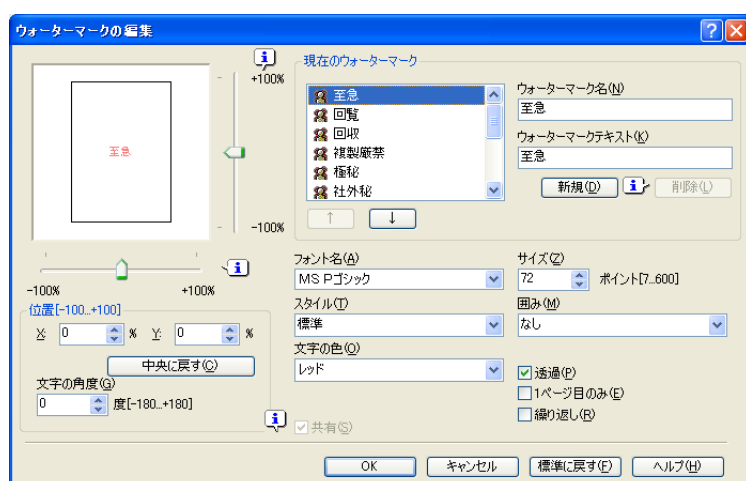 ウォーターマークの編集
至急
+100%
-100%
-100%
+100%
位置[-100...+100]
X: 0 % Y: 0 %
中央に戻す(C)
文字の角度(G)
0 度[-180...+180]
現在のウォーターマーク
至急
回覧
回収
複製厳禁
極秘
社外秘
↑ ↓
ウォーターマーク名(N)
至急
ウォーターマークテキスト(K)
至急
新規(D) 削除(L)
フォント名(A)
MS Pゴシック
サイズ(Z)
72 ポイント[7...600]
スタイル(T)
標準
囲み(M)
なし
文字の色(O)
レッド
透過(P)
1ページ目のみ(E)
繰り返し(R)
共有(S)
OK キャンセル 標準に戻す(F) ヘルプ(H)